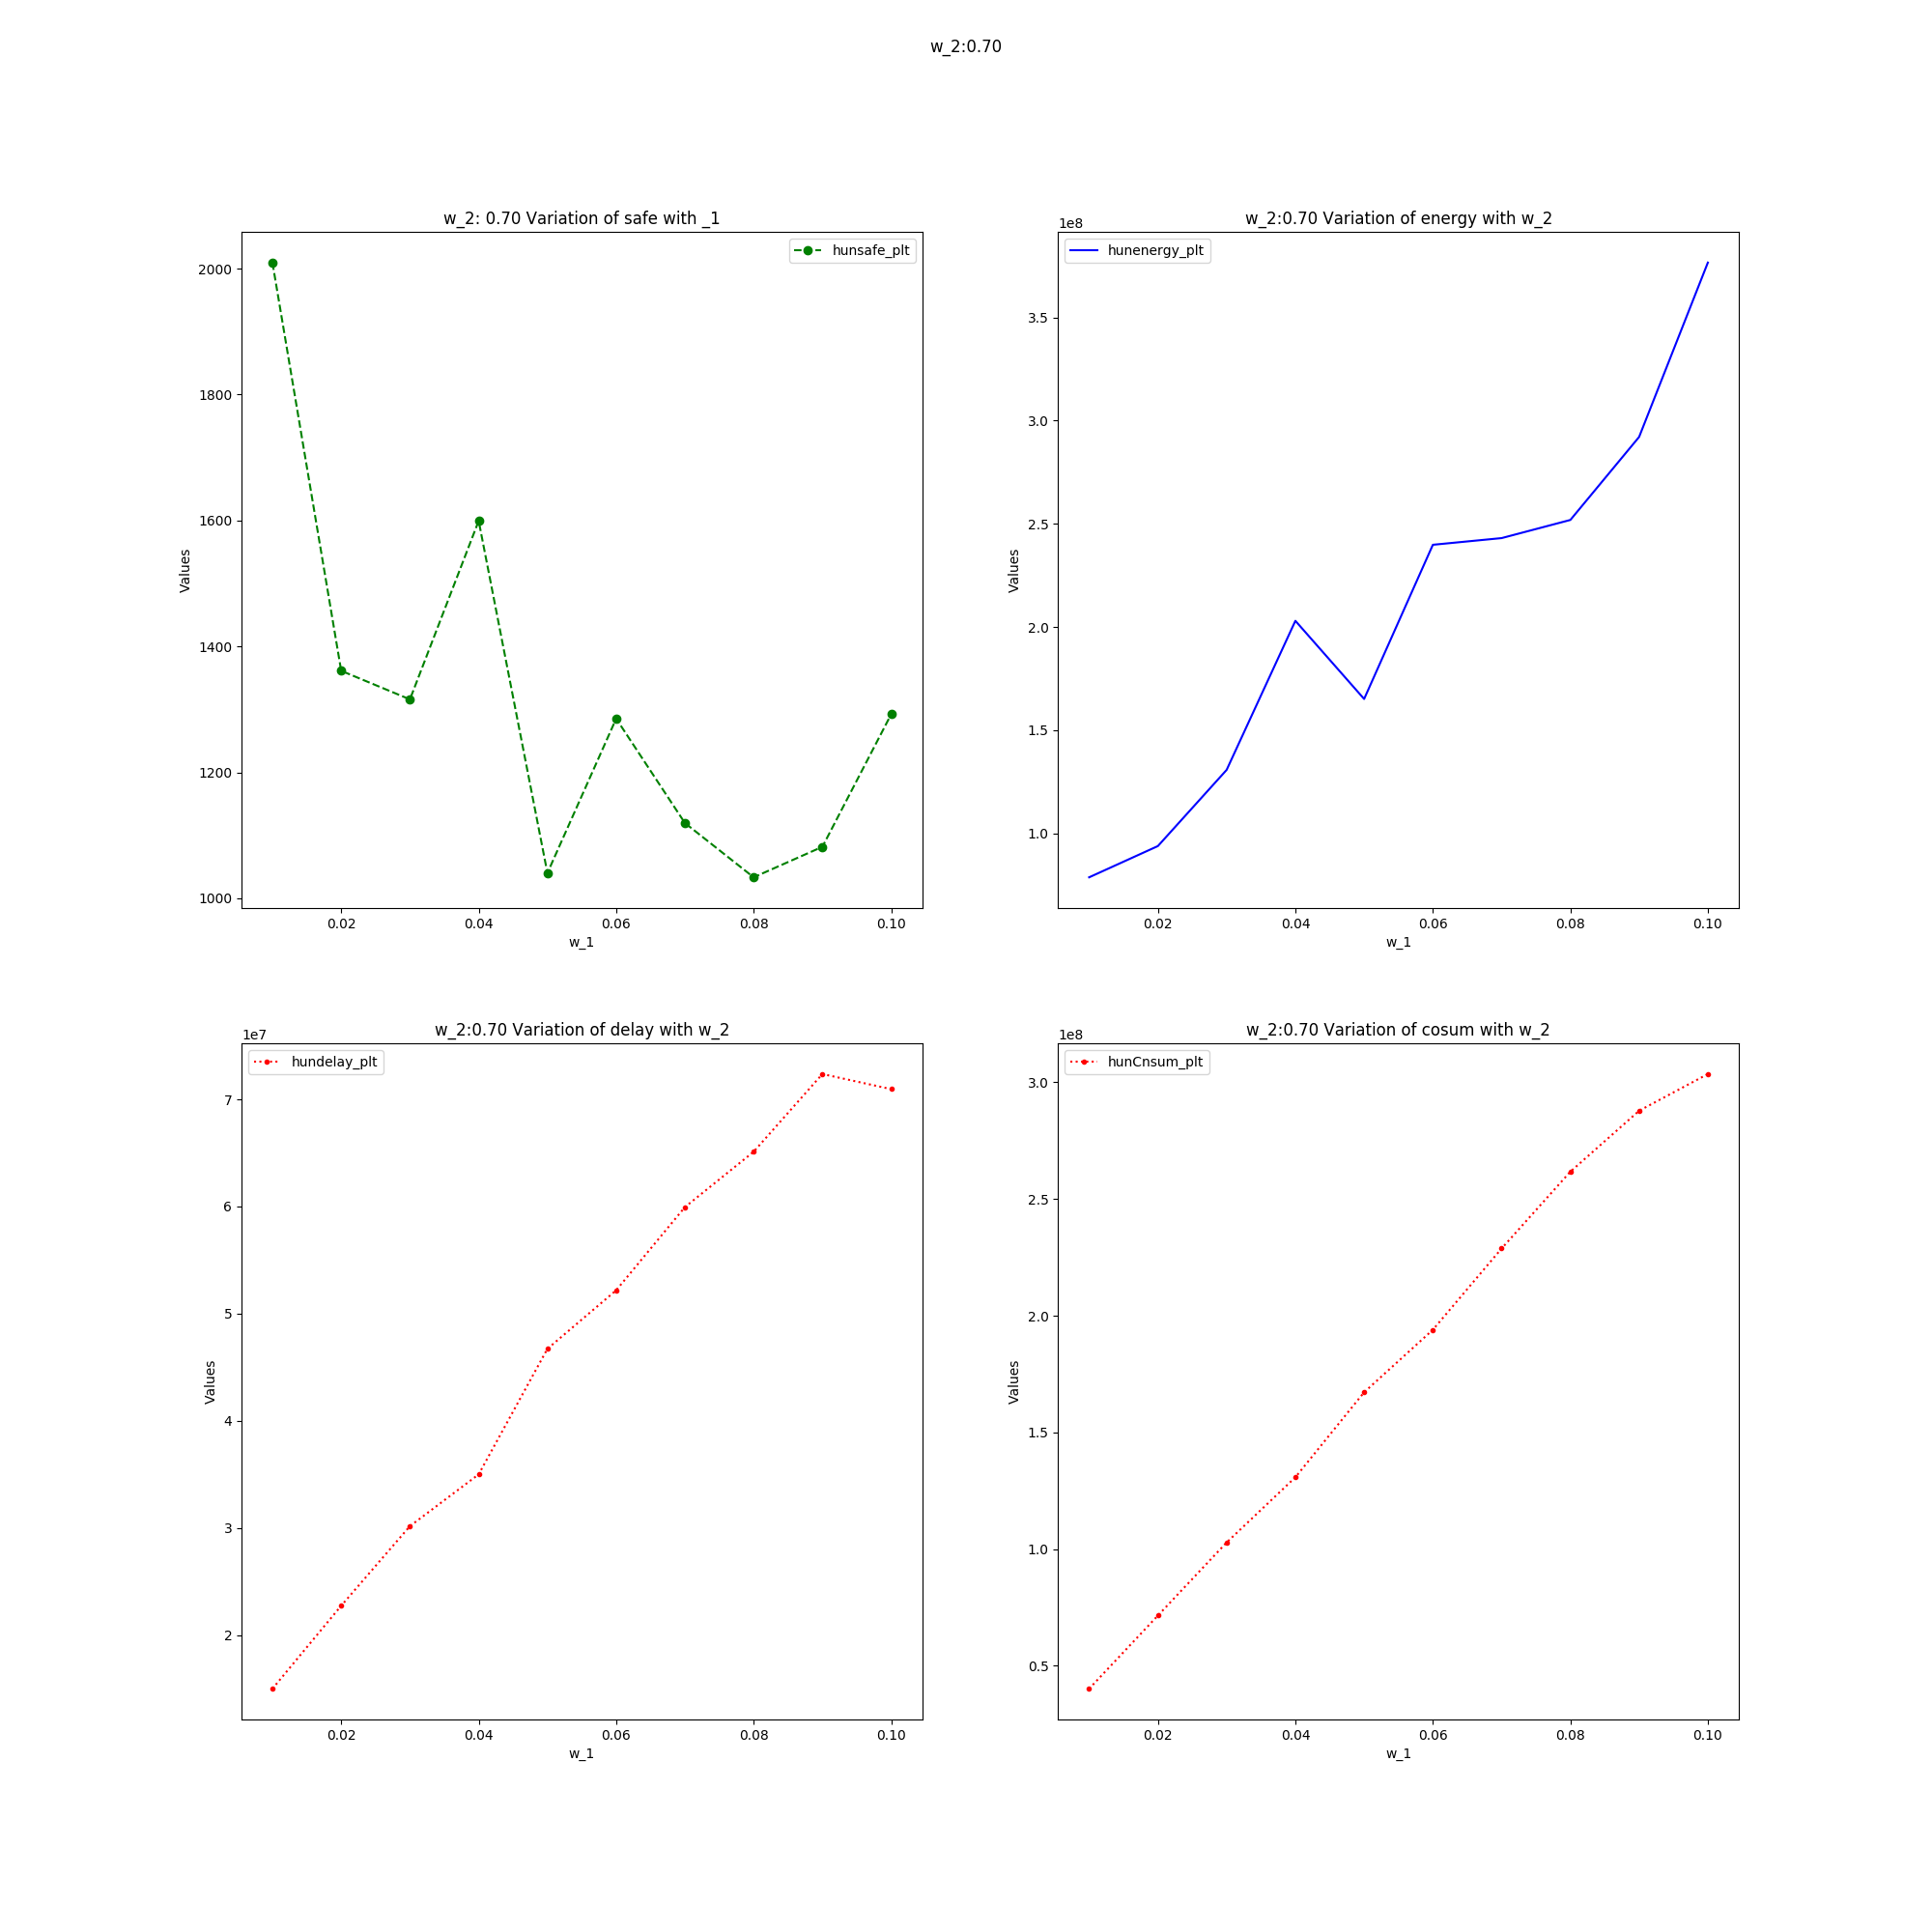 w_2:0.70
w_2: 0.70 Variation of safe with _1
hunsafe_plt
2000
1800
1600
1400
1200
1000
Values
0.02 0.04 0.06 0.08 0.10
w_1
w_2:0.70 Variation of energy with w_2
1e8
hunenergy_plt
3.5
3.0
2.5
2.0
1.5
1.0
Values
0.02 0.04 0.06 0.08 0.10
w_1
w_2:0.70 Variation of delay with w_2
1e7
hundelay_plt
7
6
5
4
3
2
Values
0.02 0.04 0.06 0.08 0.10
w_1
w_2:0.70 Variation of cosum with w_2
1e8
hunCnsum_plt
3.0
2.5
2.0
1.5
1.0
0.5
Values
0.02 0.04 0.06 0.08 0.10
w_1